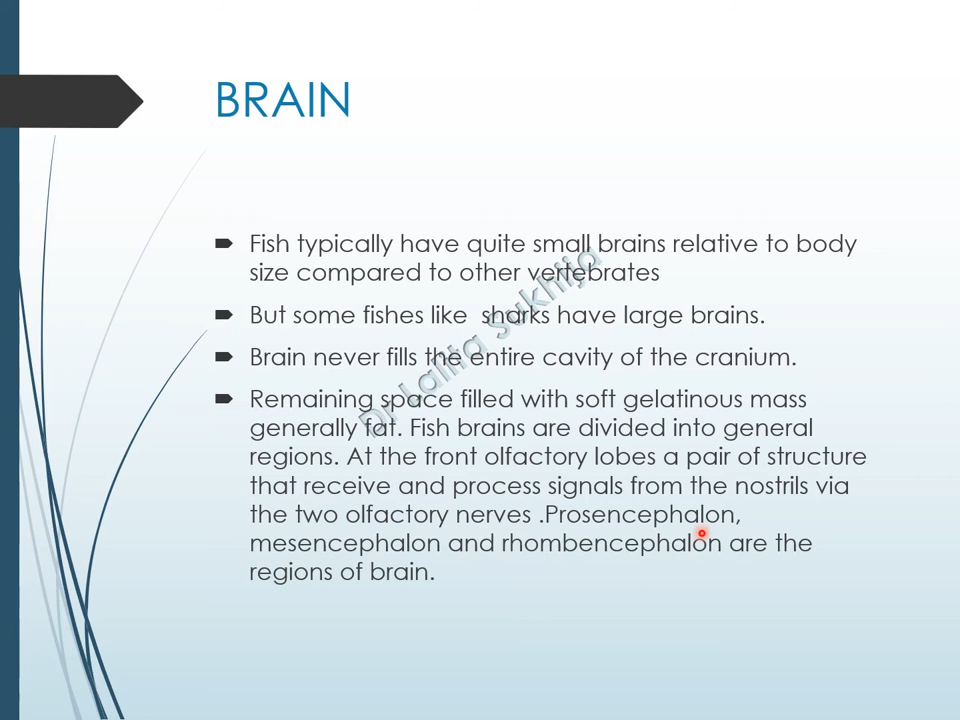 BRAIN
Fish typically have quite small brains relative to body
size compared to other vertebrates
But some fishes like sharks have large brains.
Brain never fills the entire cavity of the cranium.
Remaining space filled with soft gelatinous mass
generally fat. Fish brains are divided into general
regions. At the front olfactory lobes a pair of structure
that receive and process signals from the nostrils via
the two olfactory nerves .Prosencephalon,
mesencephalon and rhombencephalon are the
regions of brain.
Dr Lalita Sukhija